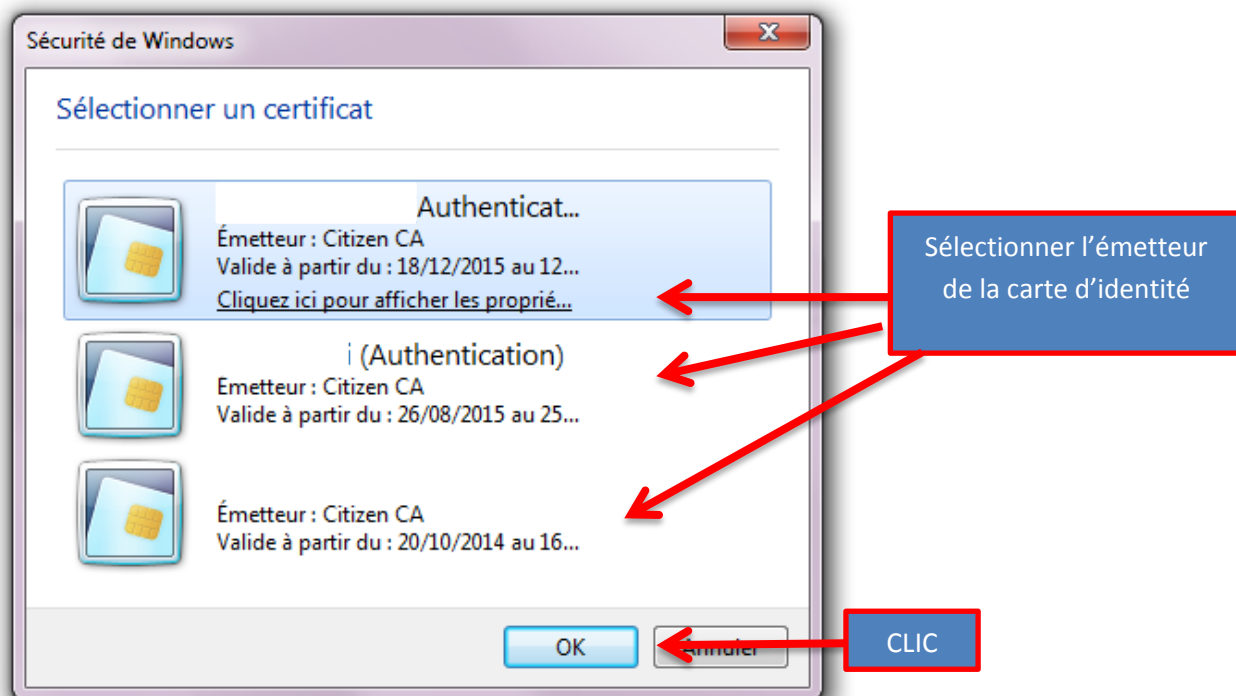 Sécurité de Windows
Sélectionner un certificat
Authenticat...
Émetteur : Citizen CA
Valide à partir du : 18/12/2015 au 12...
Cliquez ici pour afficher les proprié...
i (Authentication)
Émetteur : Citizen CA
Valide à partir du : 26/08/2015 au 25...
Émetteur : Citizen CA
Valide à partir du : 20/10/2014 au 16...
Sélectionner l’émetteur
de la carte d’identité
OK
Annuler
CLIC